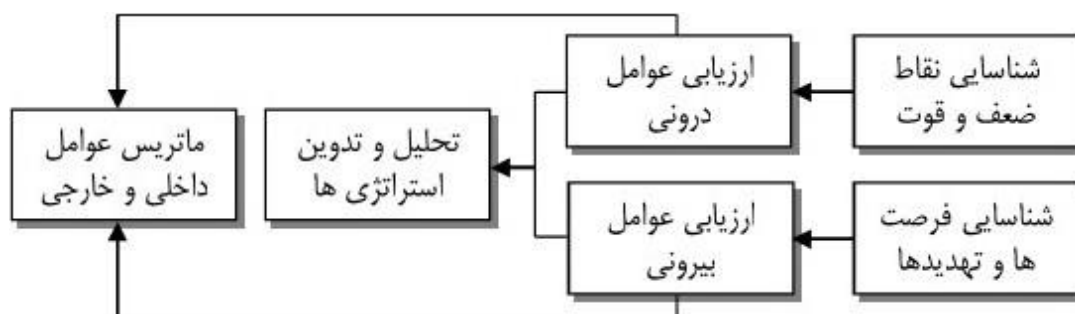 شناسایی نقاط
ضعف و قوت
ارزیابی عوامل
درونی
تحلیل و تدوین
استراتژی ها
ماتریس عوامل
داخلی و خارجی
شناسایی فرصت
ها و تهدیدها
ارزیابی عوامل
بیرونی